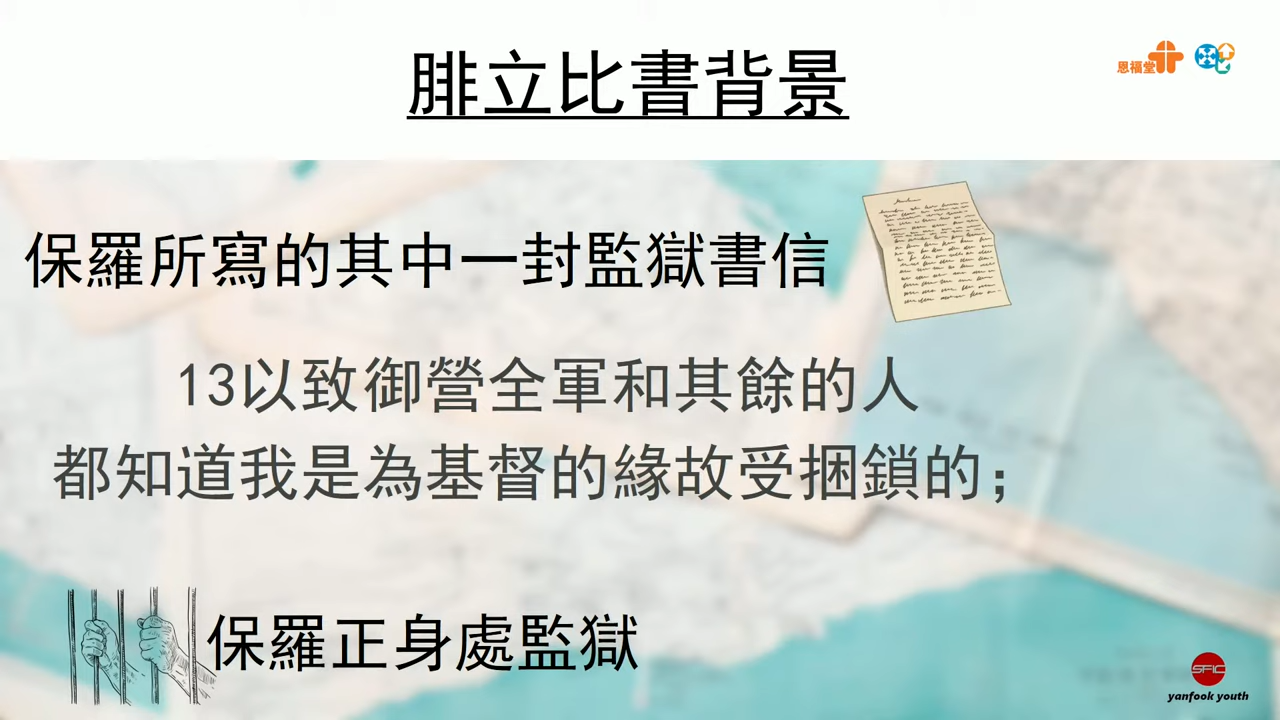 腓立比書背景
恩福堂
保羅所寫的其中一封監獄書信
13以致御營全軍和其餘的人
都知道我是為基督的緣故受捆鎖的;
保羅正身處監獄
SFIC
yanfook youth